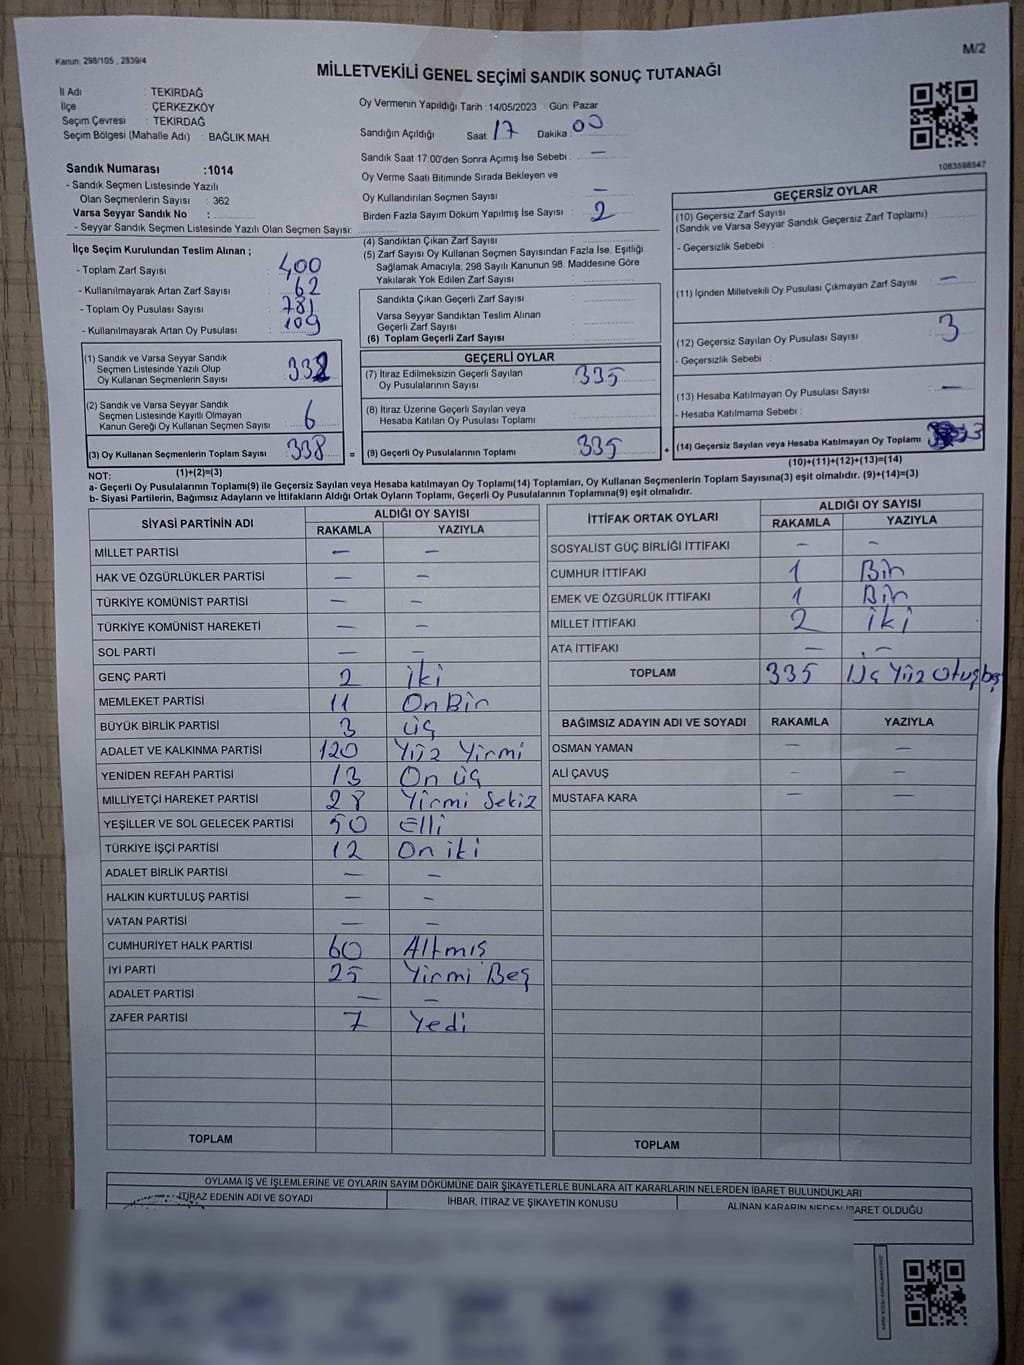 Kanun: 298/105 , 2839/4
M/2
MİLLETVEKİLİ GENEL SEÇİMİ SANDIK SONUÇ TUTANAĞI
İl Adı : TEKİRDAĞ
İlçe : ÇERKEZKÖY
Seçim Çevresi : TEKİRDAĞ
Seçim Bölgesi (Mahalle Adı) : BAĞLIK MAH.
Oy Vermenin Yapıldığı Tarih : 14/05/2023 Gün: Pazar
Sandığın Açıldığı Saat: 17 Dakika : 00
Sandık Saat 17:00'den Sonra Açımış İse Sebebi : —
Oy Verme Saati Bitiminde Sırada Bekleyen ve
Oy Kullandırılan Seçmen Sayısı : —
Birden Fazla Sayım Döküm Yapılmış İse Sayısı : 2
1083598547
Sandık Numarası :1014
- Sandık Seçmen Listesinde Yazılı
Olan Seçmenlerin Sayısı : 362
Varsa Seyyar Sandık No :
- Seyyar Sandık Seçmen Listesinde Yazılı Olan Seçmen Sayısı:
İlçe Seçim Kurulundan Teslim Alınan ;
- Toplam Zarf Sayısı : 400
- Kullanılmayarak Artan Zarf Sayısı : 62
- Toplam Oy Pusulası Sayısı : 781
- Kullanılmayarak Artan Oy Pusulası : 109
(1) Sandık ve Varsa Seyyar Sandık
Seçmen Listesinde Yazılı Olup
Oy Kullanan Seçmenlerin Sayısı : 332
(2) Sandık ve Varsa Seyyar Sandık
Seçmen Listesinde Kayıtlı Olmayan
Kanun Gereği Oy Kullanan Seçmen Sayısı : 6
(3) Oy Kullanan Seçmenlerin Toplam Sayısı : 338
(1)+(2)=(3)
(4) Sandıktan Çıkan Zarf Sayısı :
(5) Zarf Sayısı Oy Kullanan Seçmen Sayısından Fazla İse, Eşitliği
Sağlamak Amacıyla; 298 Sayılı Kanunun 98. Maddesine Göre
Yakılarak Yok Edilen Zarf Sayısı :
Sandıkta Çıkan Geçerli Zarf Sayısı :
Varsa Seyyar Sandıktan Teslim Alınan
Geçerli Zarf Sayısı :
(6) Toplam Geçerli Zarf Sayısı :
GEÇERLİ OYLAR
(7) İtiraz Edilmeksizin Geçerli Sayılan
Oy Pusulalarının Sayısı : 335
(8) İtiraz Üzerine Geçerli Sayılan veya
Hesaba Katılan Oy Pusulası Toplamı :
= (9) Geçerli Oy Pusulalarının Toplamı : 335 +
GEÇERSİZ OYLAR
(10) Geçersiz Zarf Sayısı
(Sandık ve Varsa Seyyar Sandık Geçersiz Zarf Toplamı) :
- Geçersizlik Sebebi :
(11) İçinden Milletvekili Oy Pusulası Çıkmayan Zarf Sayısı : —
(12) Geçersiz Sayılan Oy Pusulası Sayısı : 3
- Geçersizlik Sebebi :
(13) Hesaba Katılmayan Oy Pusulası Sayısı : —
- Hesaba Katılmama Sebebi :
(14) Geçersiz Sayılan veya Hesaba Katılmayan Oy Toplamı : 3
(10)+(11)+(12)+(13)=(14)
NOT:
a- Geçerli Oy Pusulalarının Toplamı(9) ile Geçersiz Sayılan veya Hesaba katılmayan Oy Toplamı(14) Toplamları, Oy Kullanan Seçmenlerin Toplam Sayısına(3) eşit olmalıdır. (9)+(14)=(3)
b- Siyasi Partilerin, Bağımsız Adayların ve İttifakların Aldığı Ortak Oyların Toplamı, Geçerli Oy Pusulalarının Toplamına(9) eşit olmalıdır.
SİYASİ PARTİNİN ADI ALDIĞI OY SAYISI
RAKAMLA YAZIYLA
MİLLET PARTİSİ — —
HAK VE ÖZGÜRLÜKLER PARTİSİ — —
TÜRKİYE KOMÜNİST PARTİSİ — —
TÜRKİYE KOMÜNİST HAREKETİ — —
SOL PARTİ — —
GENÇ PARTİ 2 iki
MEMLEKET PARTİSİ 11 On Bir
BÜYÜK BİRLİK PARTİSİ 3 üç
ADALET VE KALKINMA PARTİSİ 120 Yüz Yirmi
YENİDEN REFAH PARTİSİ 13 On üç
MİLLİYETÇİ HAREKET PARTİSİ 28 Yirmi Sekiz
YEŞİLLER VE SOL GELECEK PARTİSİ 50 Elli
TÜRKİYE İŞÇİ PARTİSİ 12 On iki
ADALET BİRLİK PARTİSİ — —
HALKIN KURTULUŞ PARTİSİ — —
VATAN PARTİSİ — —
CUMHURİYET HALK PARTİSİ 60 Altmış
İYİ PARTİ 25 Yirmi Beş
ADALET PARTİSİ — —
ZAFER PARTİSİ 7 Yedi
TOPLAM
İTTİFAK ORTAK OYLARI ALDIĞI OY SAYISI
RAKAMLA YAZIYLA
SOSYALİST GÜÇ BİRLİĞİ İTTİFAKI — —
CUMHUR İTTİFAKI 1 Bir
EMEK VE ÖZGÜRLÜK İTTİFAKI 1 Bir
MİLLET İTTİFAKI 2 iki
ATA İTTİFAKI — —
TOPLAM 335 Üç Yüz Otuz beş
BAĞIMSIZ ADAYIN ADI VE SOYADI RAKAMLA YAZIYLA
OSMAN YAMAN — —
ALİ ÇAVUŞ — —
MUSTAFA KARA — —
TOPLAM
OYLAMA İŞ VE İŞLEMLERİNE VE OYLARIN SAYIM DÖKÜMÜNE DAİR ŞİKAYETLERLE BUNLARA AİT KARARLARIN NELERDEN İBARET BULUNDUKLARI
İTİRAZ EDENİN ADI VE SOYADI İHBAR, İTİRAZ VE ŞİKAYETİN KONUSU ALINAN KARARIN NEDEN İBARET OLDUĞU